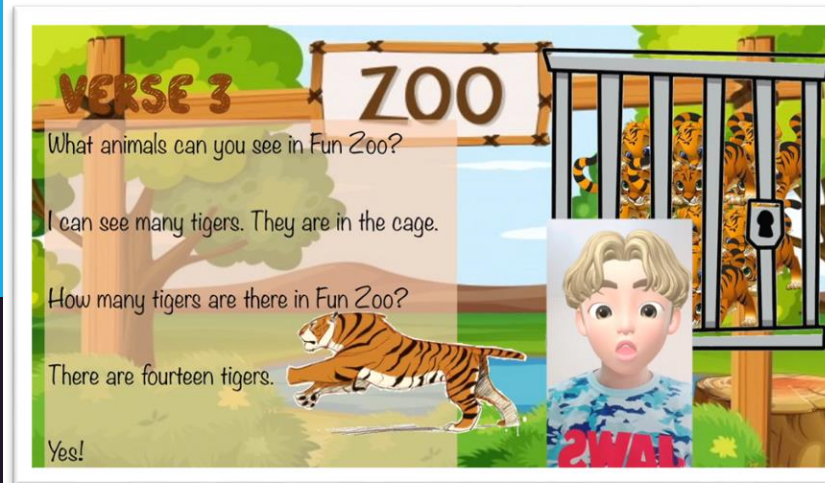 VERSE 3
ZOO
What animals can you see in Fun Zoo?
I can see many tigers. They are in the cage.
How many tigers are there in Fun Zoo?
There are fourteen tigers.
Yes!